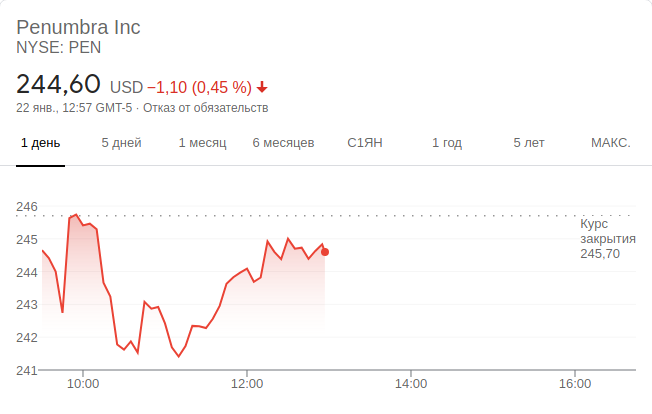 Penumbra Inc
NYSE: PEN
244,60 USD −1,10 (0,45 %)
22 янв., 12:57 GMT-5 · Отказ от обязательств
1 день 5 дней 1 месяц 6 месяцев С1ЯН 1 год 5 лет МАКС.
246
Курс
закрытия
245,70
245
244
243
242
241
10:00 12:00 14:00 16:00